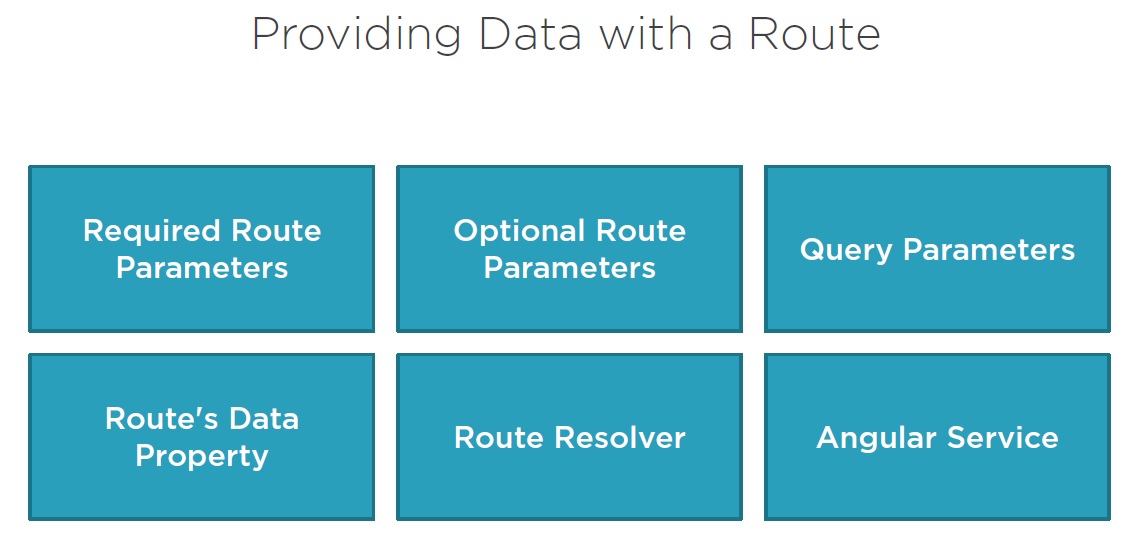 Providing Data with a Route
Required Route
Parameters
Optional Route
Parameters
Query Parameters
Route's Data
Property
Route Resolver
Angular Service